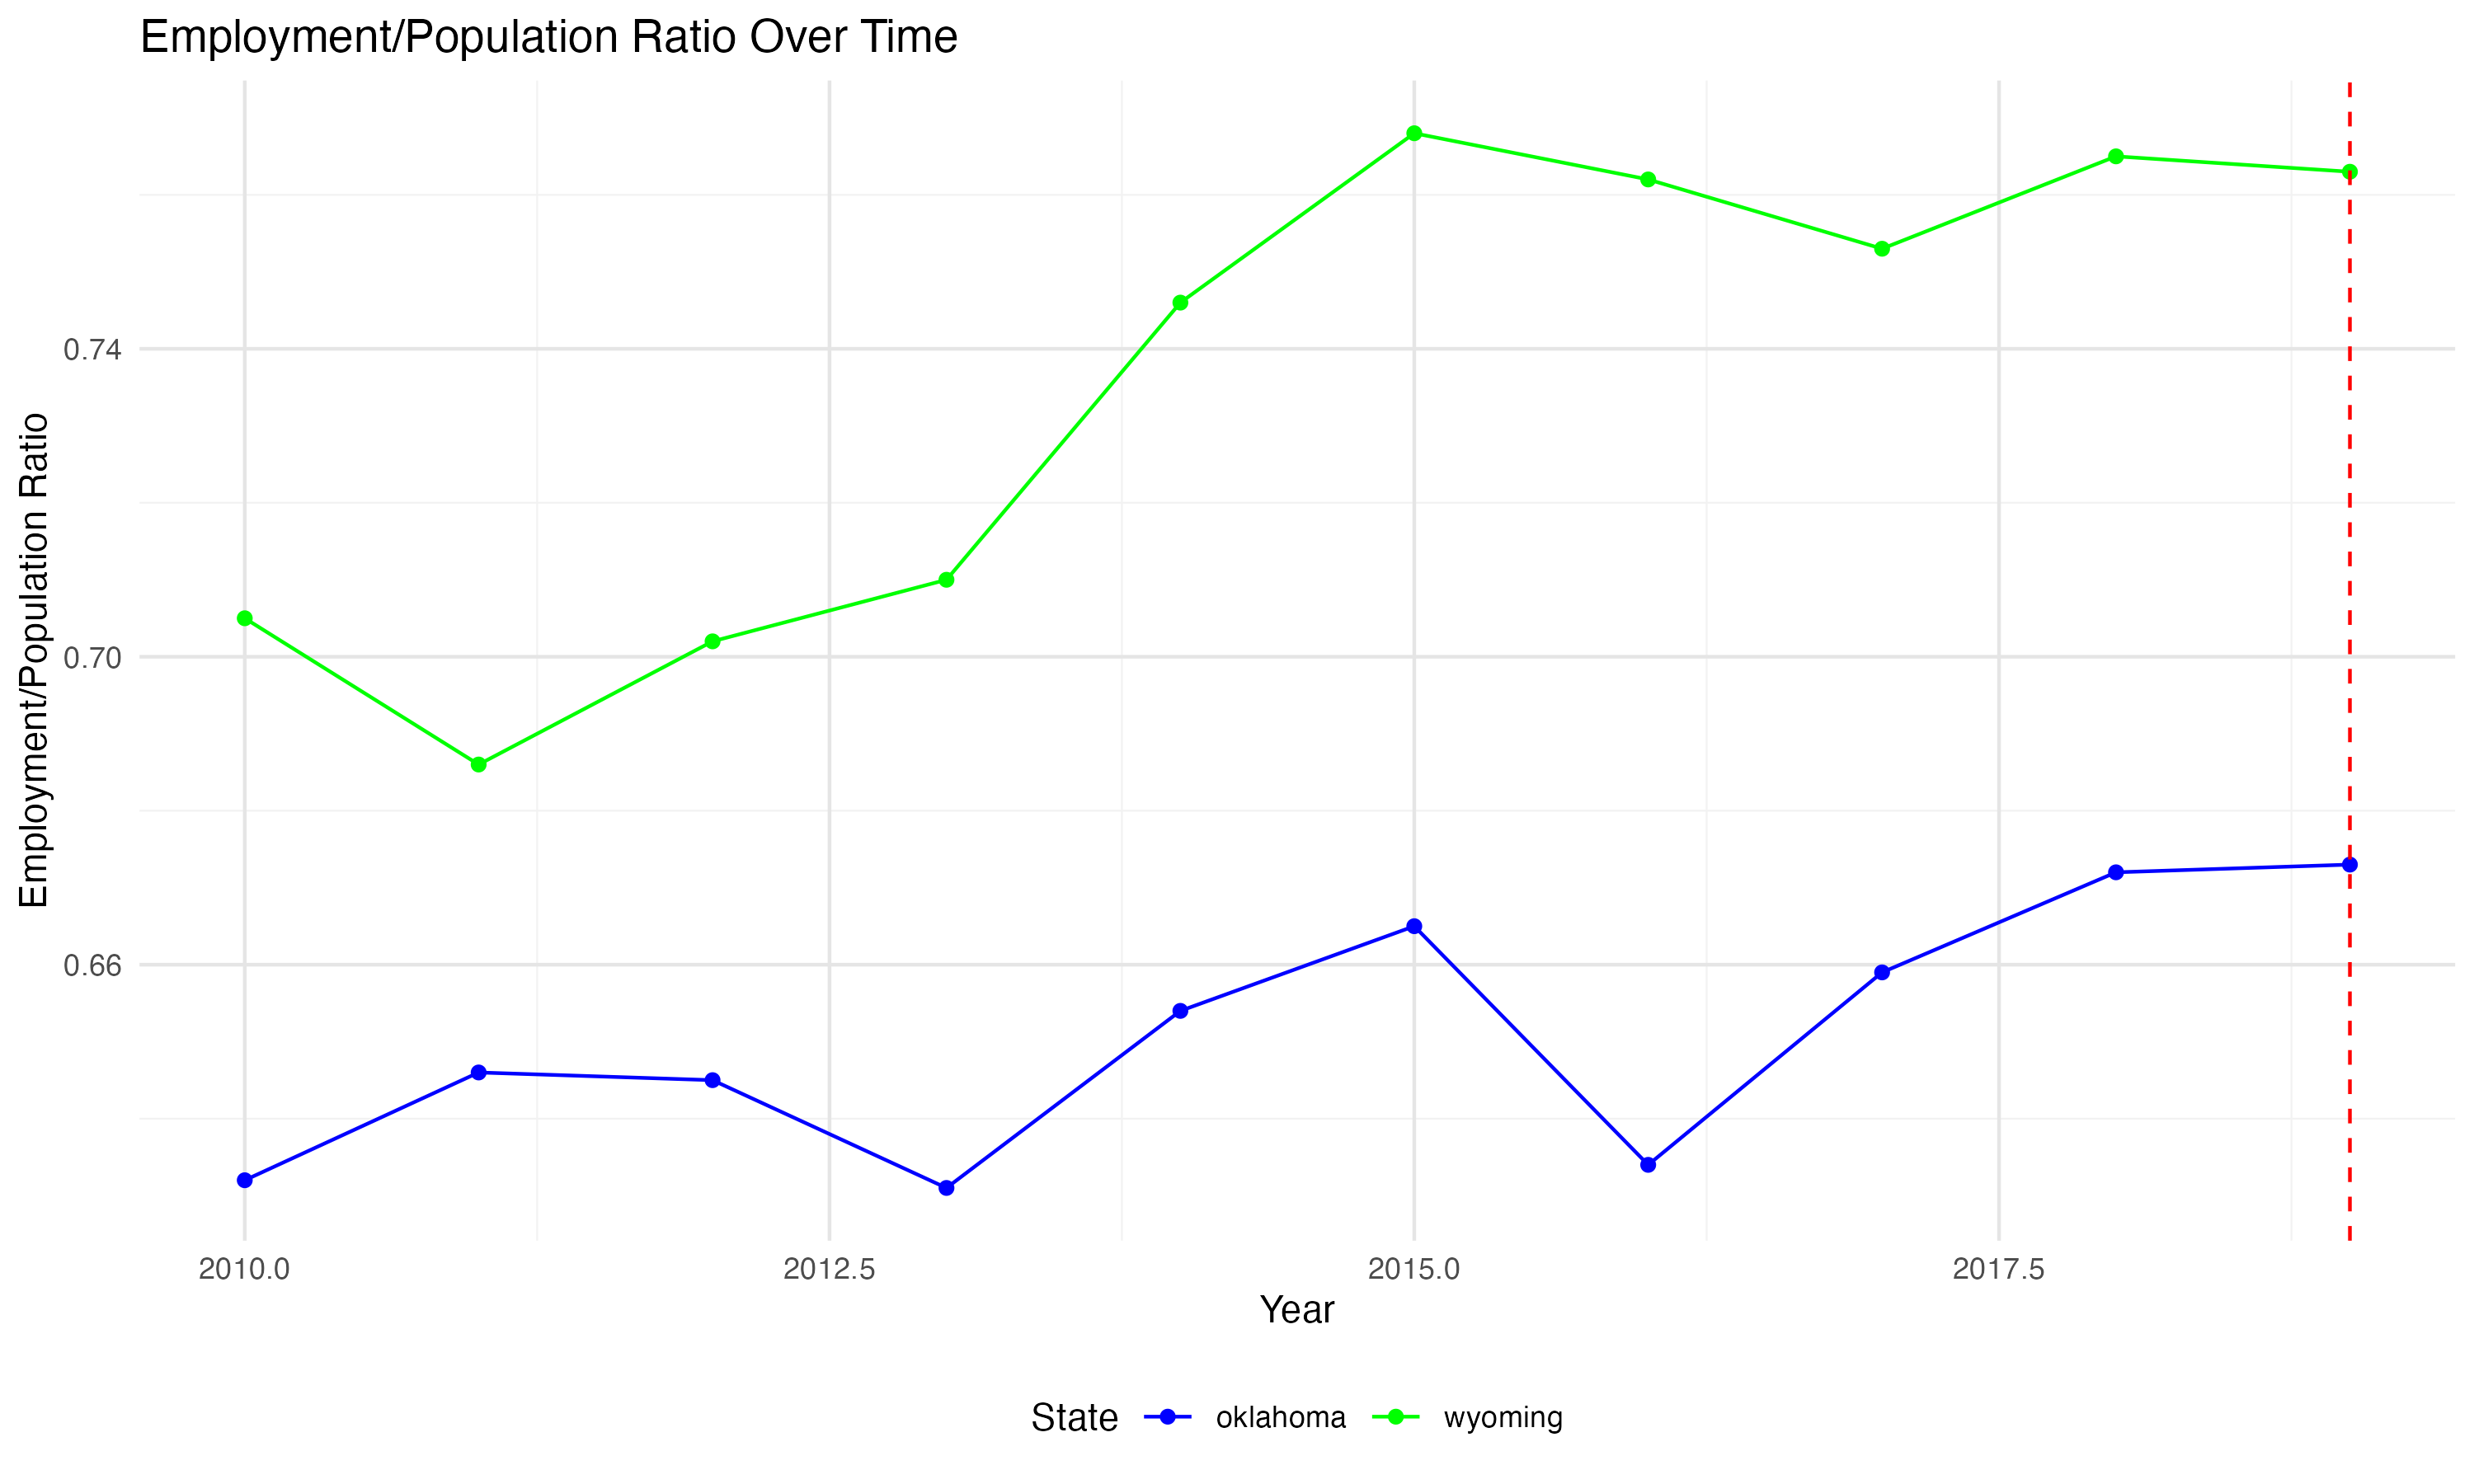 Employment/Population Ratio Over Time
Employment/Population Ratio
0.74
0.70
0.66
2010.0 2012.5 2015.0 2017.5
Year
State oklahoma wyoming